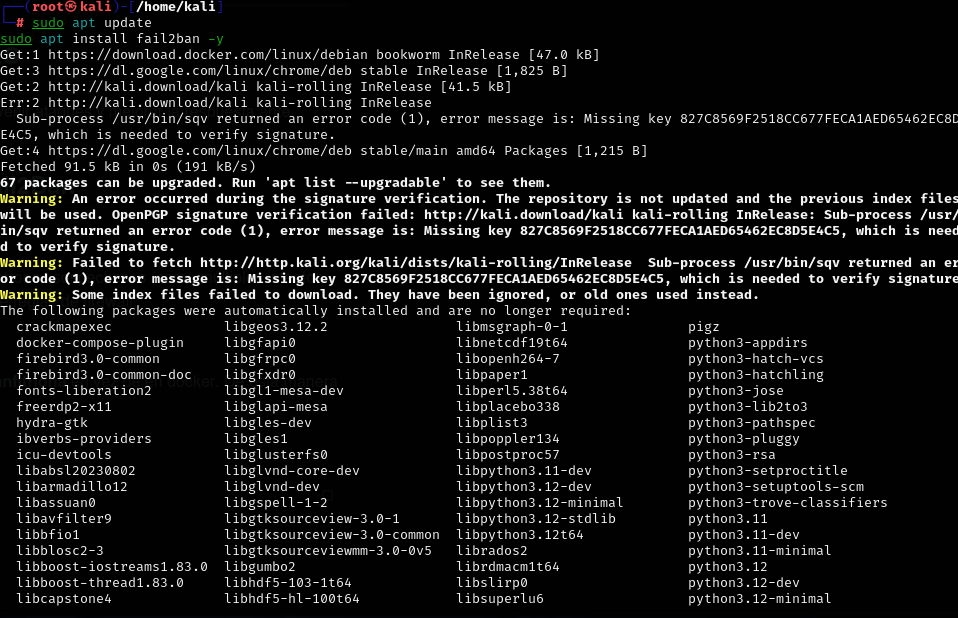 ┌──(root㉿kali)-[/home/kali]
└─# sudo apt update
sudo apt install fail2ban -y
Get:1 https://download.docker.com/linux/debian bookworm InRelease [47.0 kB]
Get:3 https://dl.google.com/linux/chrome/deb stable InRelease [1,825 B]
Get:2 http://kali.download/kali kali-rolling InRelease [41.5 kB]
Err:2 http://kali.download/kali kali-rolling InRelease
  Sub-process /usr/bin/sqv returned an error code (1), error message is: Missing key 827C8569F2518CC677FECA1AED65462EC8D
E4C5, which is needed to verify signature.
Get:4 https://dl.google.com/linux/chrome/deb stable/main amd64 Packages [1,215 B]
Fetched 91.5 kB in 0s (191 kB/s)
67 packages can be upgraded. Run 'apt list --upgradable' to see them.
Warning: An error occurred during the signature verification. The repository is not updated and the previous index files
will be used. OpenPGP signature verification failed: http://kali.download/kali kali-rolling InRelease: Sub-process /usr/
in/sqv returned an error code (1), error message is: Missing key 827C8569F2518CC677FECA1AED65462EC8D5E4C5, which is need
d to verify signature.
Warning: Failed to fetch http://http.kali.org/kali/dists/kali-rolling/InRelease  Sub-process /usr/bin/sqv returned an er
or code (1), error message is: Missing key 827C8569F2518CC677FECA1AED65462EC8D5E4C5, which is needed to verify signature
Warning: Some index files failed to download. They have been ignored, or old ones used instead.
The following packages were automatically installed and are no longer required:
  crackmapexec libgeos3.12.2 libmsgraph-0-1 pigz
  docker-compose-plugin libgfapi0 libnetcdf19t64 python3-appdirs
  firebird3.0-common libgfrpc0 libopenh264-7 python3-hatch-vcs
  firebird3.0-common-doc libgfxdr0 libpaper1 python3-hatchling
  fonts-liberation2 libgl1-mesa-dev libperl5.38t64 python3-jose
  freerdp2-x11 libglapi-mesa libplacebo338 python3-lib2to3
  hydra-gtk libgles-dev libplist3 python3-pathspec
  ibverbs-providers libgles1 libpoppler134 python3-pluggy
  icu-devtools libglusterfs0 libpostproc57 python3-rsa
  libabsl20230802 libglvnd-core-dev libpython3.11-dev python3-setproctitle
  libarmadillo12 libglvnd-dev libpython3.12-dev python3-setuptools-scm
  libassuan0 libgspell-1-2 libpython3.12-minimal python3-trove-classifiers
  libavfilter9 libgtksourceview-3.0-1 libpython3.12-stdlib python3.11
  libbfio1 libgtksourceview-3.0-common libpython3.12t64 python3.11-dev
  libblosc2-3 libgtksourceviewmm-3.0-0v5 librados2 python3.11-minimal
  libboost-iostreams1.83.0 libgumbo2 librdmacm1t64 python3.12
  libboost-thread1.83.0 libhdf5-103-1t64 libslirp0 python3.12-dev
  libcapstone4 libhdf5-hl-100t64 libsuperlu6 python3.12-minimal